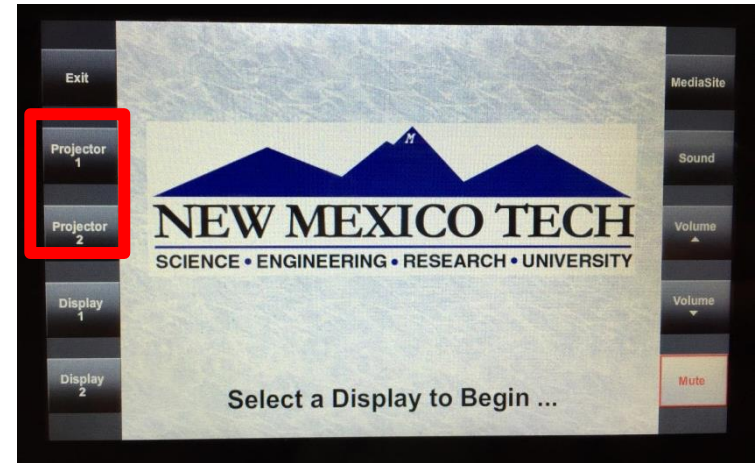 Exit
Projector
1
Projector
2
Display
1
Display
2
M
NEW MEXICO TECH
SCIENCE • ENGINEERING • RESEARCH • UNIVERSITY
Select a Display to Begin ...
MediaSite
Sound
Volume
Volume
Mute